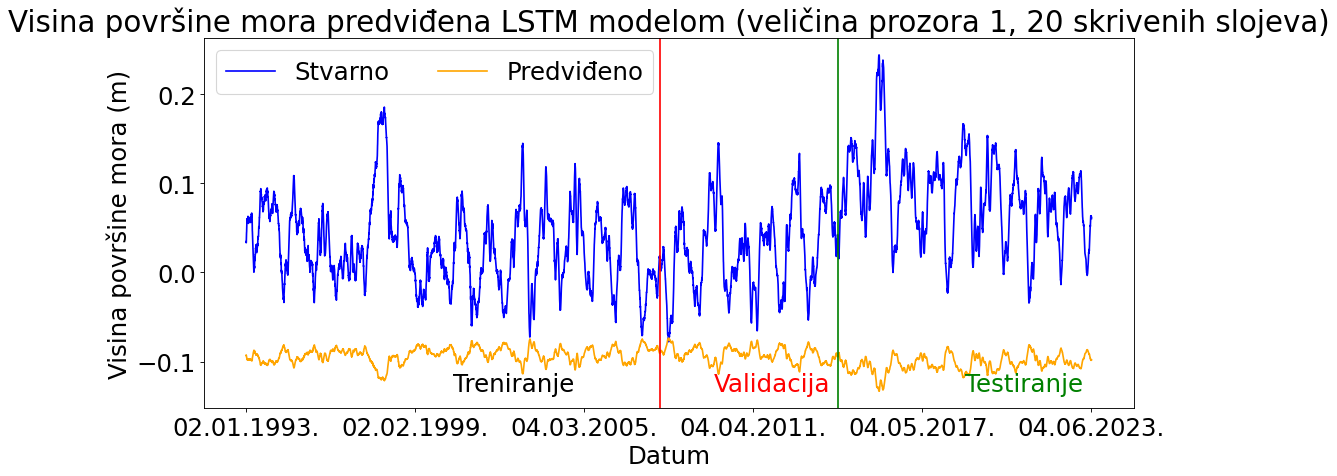 Visina površine mora predviđena LSTM modelom (veličina prozora 1, 20 skrivenih slojeva)
Stvarno Predviđeno
Visina površine mora (m)
0.2
0.1
0.0
−0.1
Treniranje Validacija Testiranje
02.01.1993. 02.02.1999. 04.03.2005. 04.04.2011. 04.05.2017. 04.06.2023.
Datum